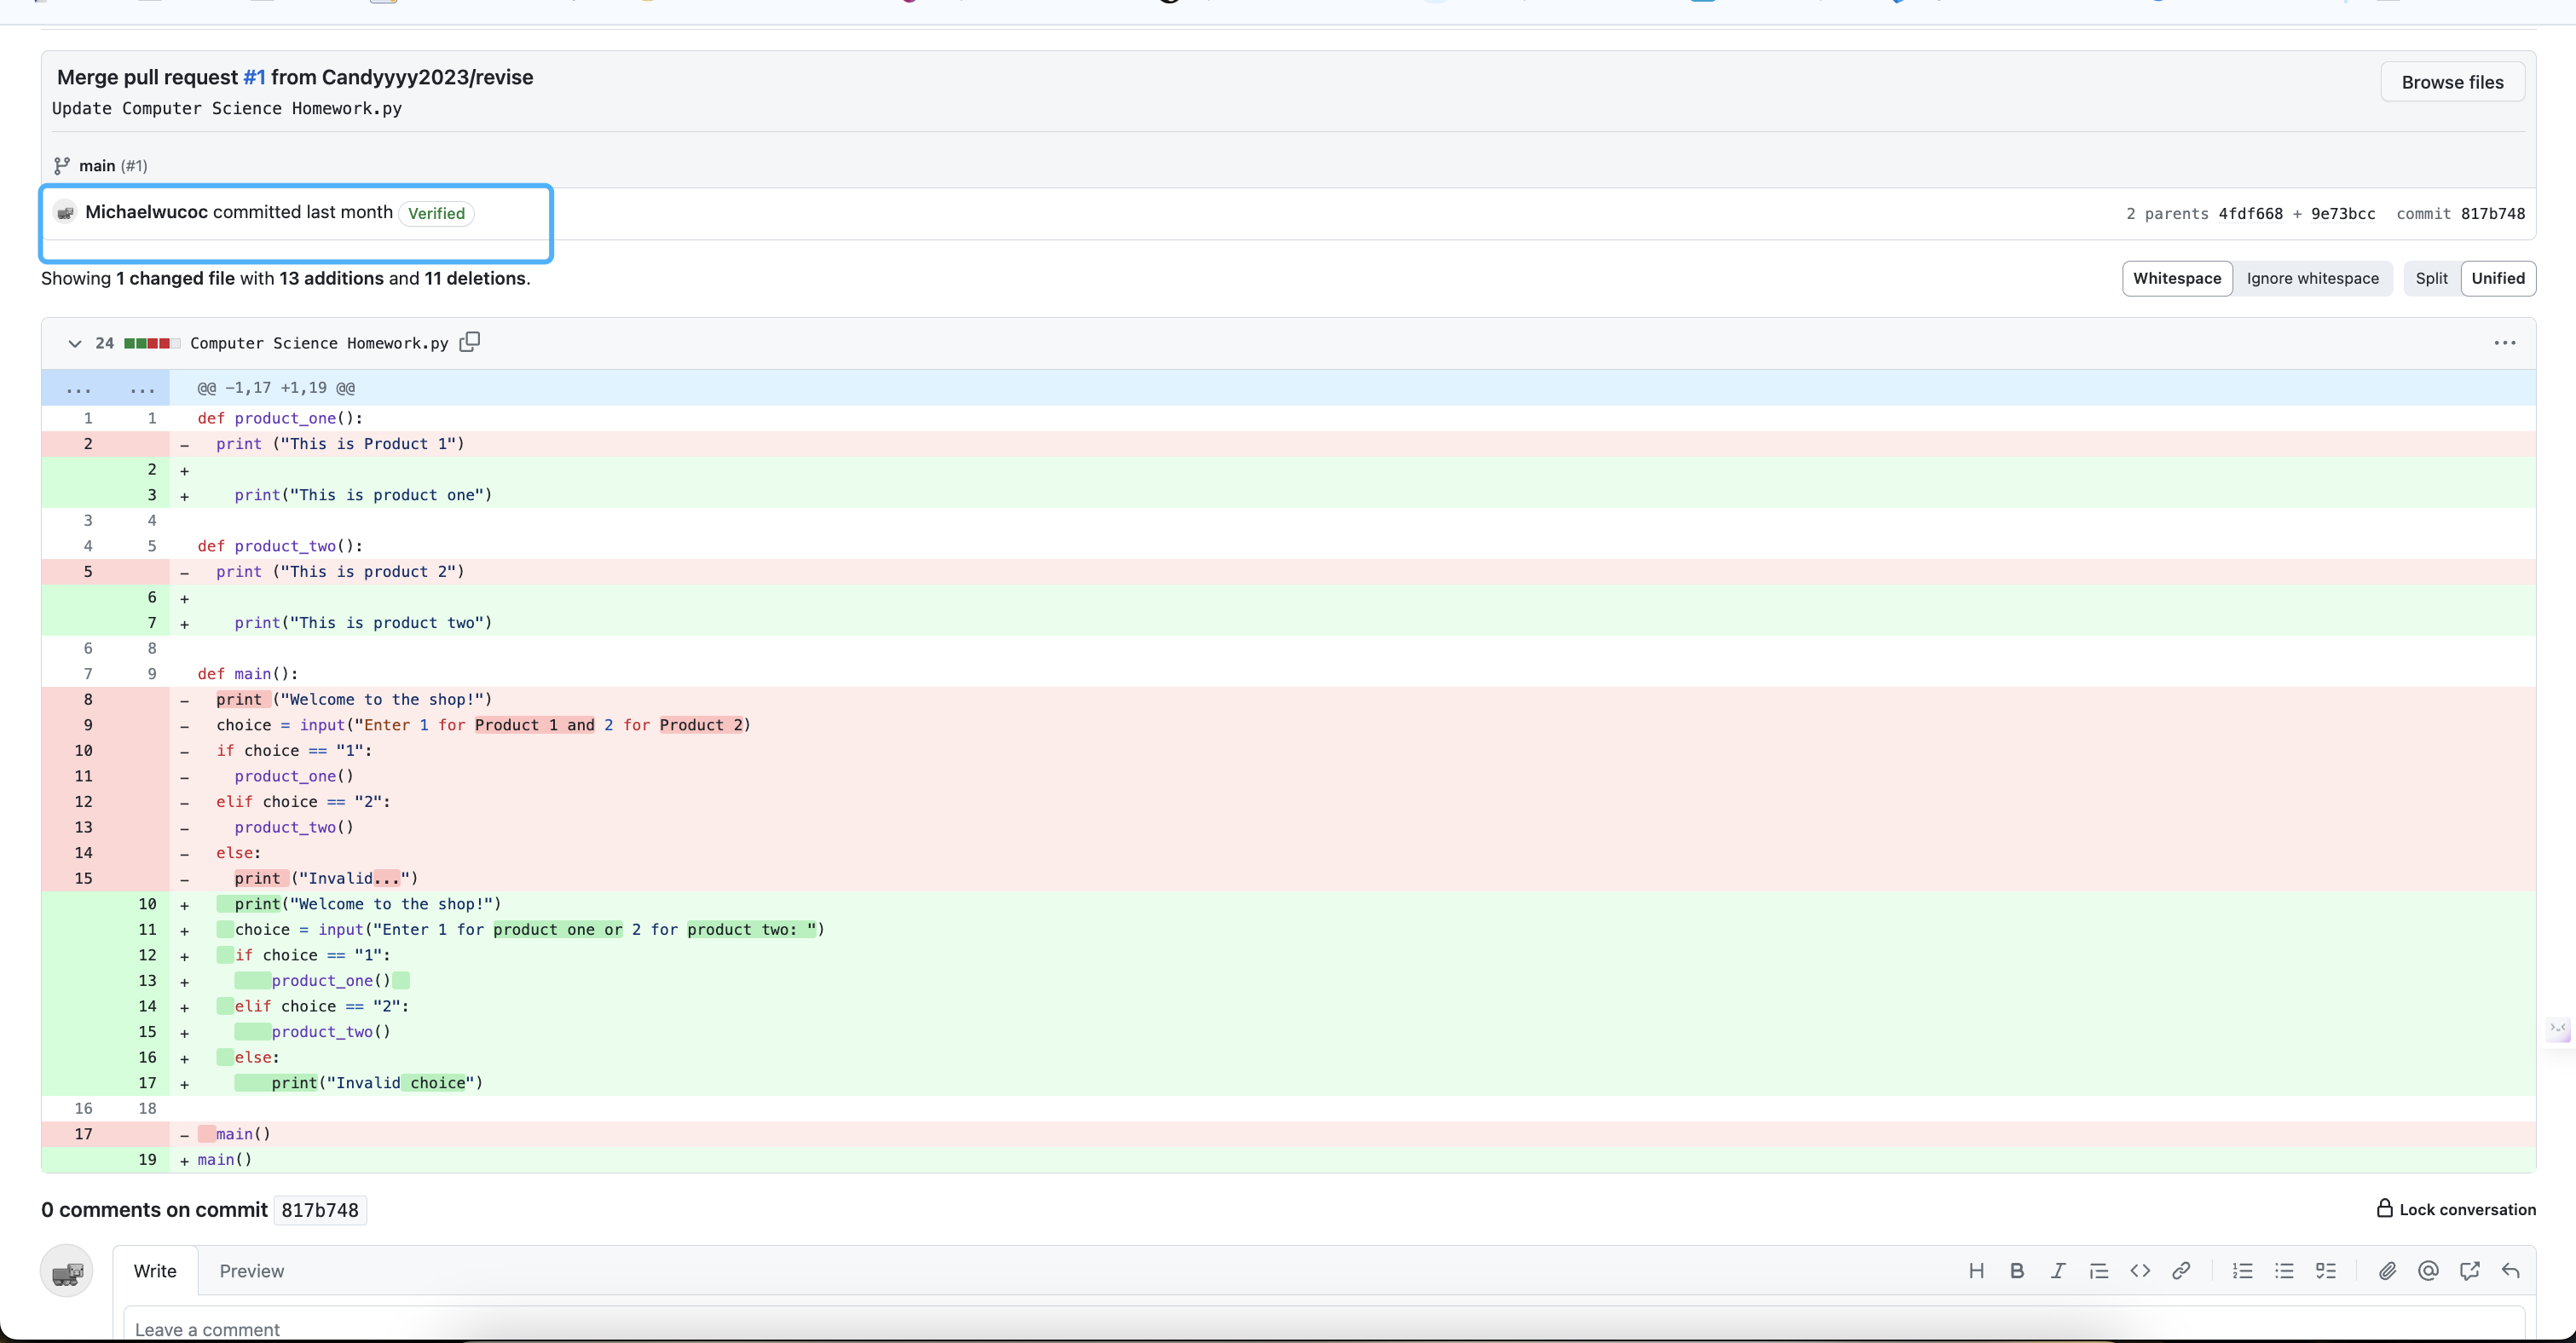 Merge pull request #1 from Candyyyy2023/revise
Browse files
Update Computer Science Homework.py
main (#1)
Michaelwucoc committed last month Verified
2 parents 4fdf668 + 9e73bcc commit 817b748
Showing 1 changed file with 13 additions and 11 deletions.
Whitespace Ignore whitespace Split Unified
24 Computer Science Homework.py
... ... @@ -1,17 +1,19 @@
1 1 def product_one():
2 - print ("This is Product 1")
2 +
3 + print("This is product one")
3 4
4 5 def product_two():
5 - print ("This is product 2")
6 +
7 + print("This is product two")
6 8
7 9 def main():
8 - print ("Welcome to the shop!")
9 - choice = input("Enter 1 for Product 1 and 2 for Product 2)
10 - if choice == "1":
11 - product_one()
12 - elif choice == "2":
13 - product_two()
14 - else:
15 - print ("Invalid...")
10 + print("Welcome to the shop!")
11 + choice = input("Enter 1 for product one or 2 for product two: ")
12 + if choice == "1":
13 + product_one()
14 + elif choice == "2":
15 + product_two()
16 + else:
17 + print("Invalid choice")
16 18
17 - main()
19 + main()
0 comments on commit 817b748
Lock conversation
Write Preview
Leave a comment